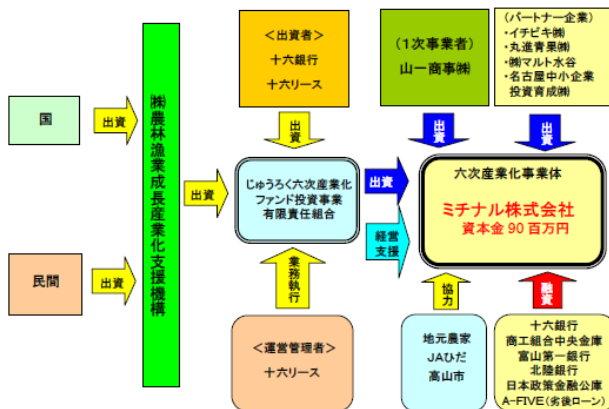 国
出資
民間
出資
㈱農林漁業成長産業化支援機構
出資
<出資者>
十六銀行
十六リース
出資
じゅうろく六次産業化
ファンド投資事業
有限責任組合
業務執行
<運営管理者>
十六リース
出資
経営
支援
(1次事業者)
山一商事㈱
出資
(パートナー企業)
・イチビキ㈱
・丸進青果㈱
・㈱マルト水谷
・名古屋中小企業
投資育成㈱
出資
六次産業化事業体
ミチナル株式会社
資本金 90 百万円
協力
地元農家
JAひだ
高山市
融資
十六銀行
商工組合中央金庫
富山第一銀行
北陸銀行
日本政策金融公庫
A-FIVE(劣後ローン)